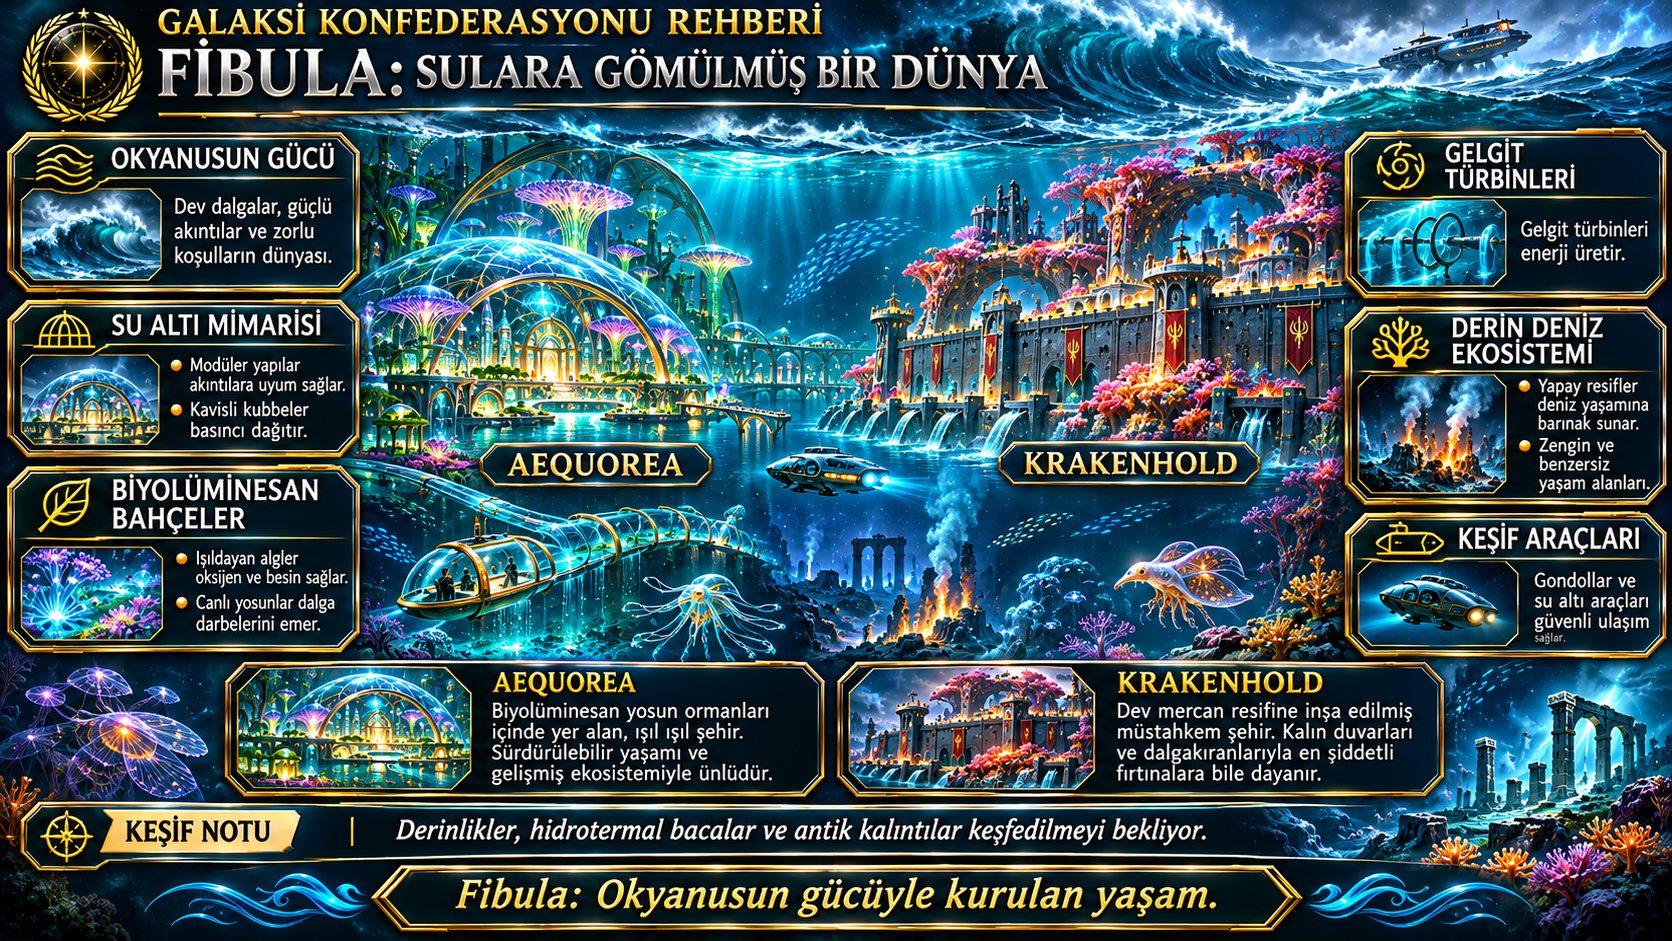 GALAKSİ KONFEDERASYONU REHBERİ
FİBULA: SULARA GÖMÜLMÜŞ BİR DÜNYA
OKYANUSUN GÜCÜ
Dev dalgalar, güçlü
akıntılar ve zorlu
koşulların dünyası.
SU ALTI MİMARİSİ
Modüler yapılar
akıntılara uyum sağlar.
Kavisli kubbeler
basıncı dağıtır.
BİYOLÜMİNESAN
BAHÇELER
Işıldayan algler
oksijen ve besin sağlar.
Canlı yosunlar dalga
darbelerini emer.
AEQUOREA
KRAKENHOLD
GELGİT
TÜRBİNLERİ
Gelgit türbinleri
enerji üretir.
DERİN DENİZ
EKOSİSTEMİ
Yapay resifler
deniz yaşamına
barınak sunar.
Zengin ve
benzersiz
yaşam alanları.
KEŞİF ARAÇLARI
Gondollar ve
su altı araçları
güvenli ulaşım
sağlar.
AEQUOREA
Biyolüminesan yosun ormanları
içinde yer alan, ışıl ışıl şehir.
Sürdürülebilir yaşamı ve
gelişmiş ekosistemiyle ünlüdür.
KRAKENHOLD
Dev mercan resifine inşa edilmiş
müstahkem şehir. Kalın duvarları
ve dalgakıranlarıyla en şiddetli
fırtınalara bile dayanır.
KEŞİF NOTU
Derinlikler, hidrotermal bacalar ve antik kalıntılar keşfedilmeyi bekliyor.
Fibula: Okyanusun gücüyle kurulan yaşam.